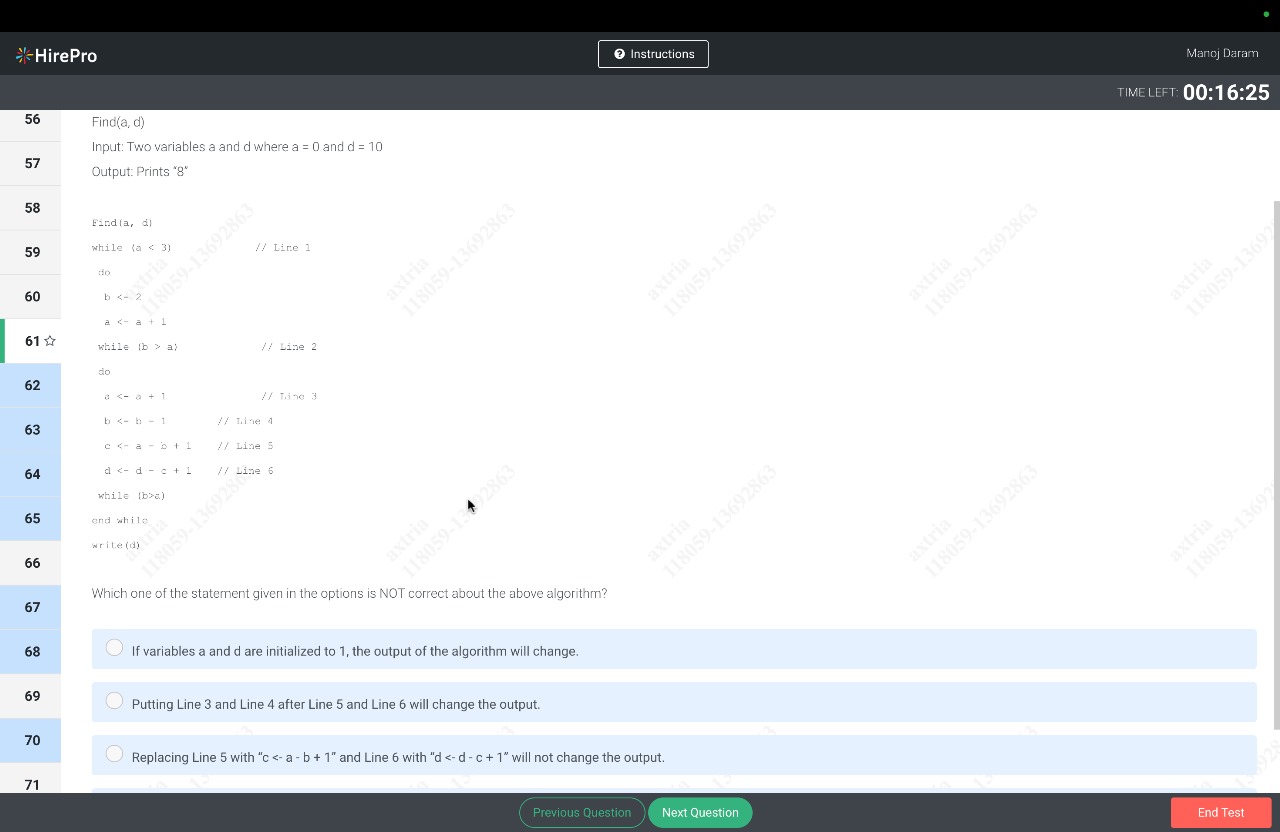 HirePro
Instructions
Manoj Daram
TIME LEFT: 00:16:25
56
57
58
59
60
61
62
63
64
65
66
67
68
69
70
71
Find(a, d)
Input: Two variables a and d where a = 0 and d = 10
Output: Prints “8”
Find(a, d)
while (a < 3) // Line 1
do
b <- 2
a <- a + 1
while (b > a) // Line 2
do
a <- a + 1 // Line 3
b <- b - 1 // Line 4
c <- a - b + 1 // Line 5
d <- d - c + 1 // Line 6
while (b>a)
end while
write(d)
Which one of the statement given in the options is NOT correct about the above algorithm?
If variables a and d are initialized to 1, the output of the algorithm will change.
Putting Line 3 and Line 4 after Line 5 and Line 6 will change the output.
Replacing Line 5 with “c <- a - b + 1” and Line 6 with “d <- d - c + 1” will not change the output.
Previous Question
Next Question
End Test
axtria
118059-13692863